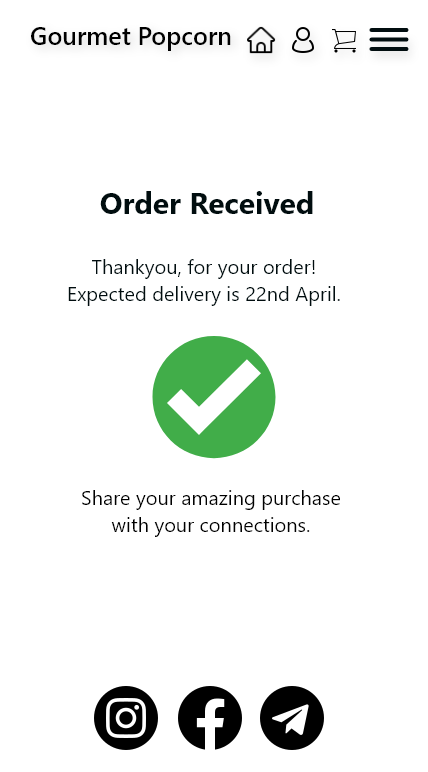 Gourmet Popcorn
Order Received
Thankyou, for your order!
Expected delivery is 22nd April.
Share your amazing purchase
with your connections.